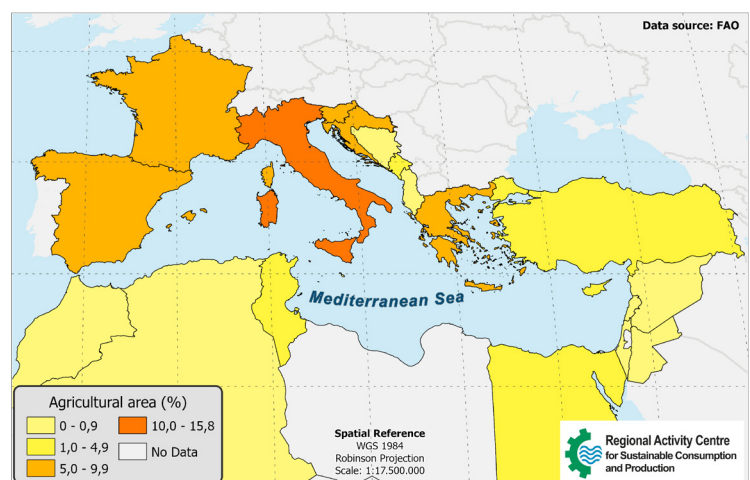 Data source: FAO
Mediterranean Sea
Agricultural area (%)
0 - 0,9
1,0 - 4,9
5,0 - 9,9
10,0 - 15,8
No Data
Spatial Reference
WGS 1984
Robinson Projection
Scale: 1:17.500.000
Regional Activity Centre
for Sustainable Consumption
and Production